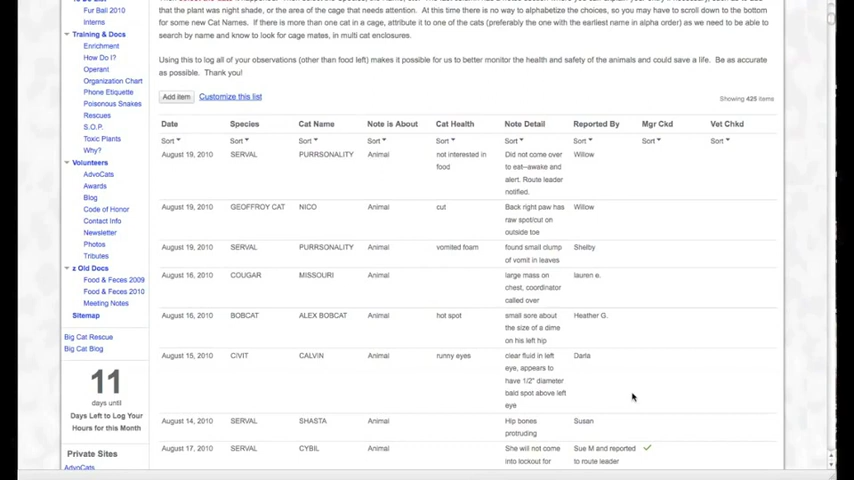 Fur Ball 2010
Interns
Training & Docs
Enrichment
How Do I?
Operant
Organization Chart
Phone Etiquette
Poisonous Snakes
Rescues
S.O.P.
Toxic Plants
Why?
Volunteers
AdvoCats
Awards
Blog
Code of Honor
Contact Info
Newsletter
Photos
Tributes
z Old Docs
Food & Feces 2009
Food & Feces 2010
Meeting Notes
Sitemap
Big Cat Rescue
Big Cat Blog
11
days until
Days Left to Log Your
Hours for this Month
Private Sites
AdvoCats
that the plant was night shade, or the area of the cage that needs attention. At this time there is no way to alphabetize the choices, so you may have to scroll down to the bottom
for some new Cat Names. If there is more than one cat in a cage, attribute it to one of the cats (preferably the one with the earliest name in alpha order) as we need to be able to
search by name and know to look for cage mates, in multi cat enclosures.
Using this to log all of your observations (other than food left) makes it possible for us to better monitor the health and safety of the animals and could save a life. Be as accurate
as possible. Thank you!
Add item Customize this list Showing 425 items
Date Species Cat Name Note is About Cat Health Note Detail Reported By Mgr Ckd Vet Chkd
Sort Sort Sort Sort Sort Sort Sort Sort Sort
August 19, 2010 SERVAL PURRSONALITY Animal not interested in Did not come over Willow
food to eat--awake and
alert. Route leader
notified.
August 19, 2010 GEOFFROY CAT NICO Animal cut Back right paw has Willow
raw spot/cut on
outside toe
August 19, 2010 SERVAL PURRSONALITY Animal vomited foam found small clump Shelby
of vomit in leaves
August 16, 2010 COUGAR MISSOURI Animal large mass on lauren e.
chest, coordinator
called over
August 16, 2010 BOBCAT ALEX BOBCAT Animal hot spot small sore about Heather G.
the size of a dime
on his left hip
August 15, 2010 CIVIT CALVIN Animal runny eyes clear fluid in left Darla
eye, appears to
have 1/2" diameter
bald spot above left
eye
August 14, 2010 SERVAL SHASTA Animal Hip bones Susan
protruding
August 17, 2010 SERVAL CYBIL Animal She will not come Sue M and reported
into lockout for to route leader